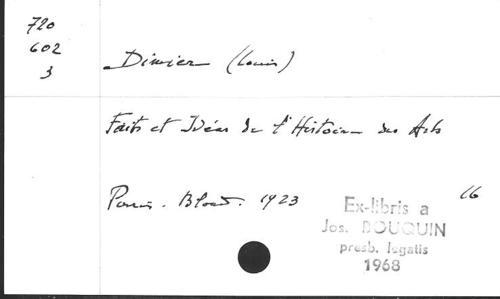 720
602
3
Dimier (Louis)
Faits et Idées de l'Histoire des Arts
Paris. Bloud. 1923
16
Ex-libris a
Jos. BOUQUIN
presb. legatis
1968